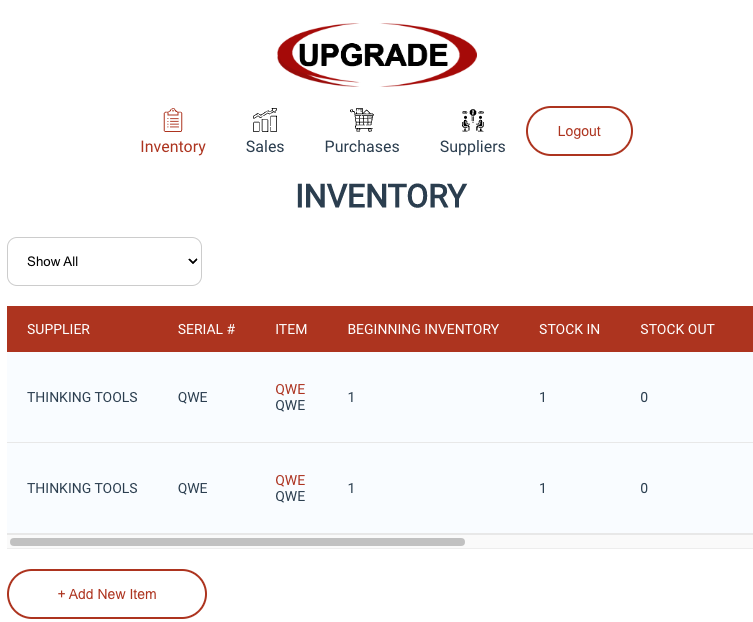 UPGRADE
Inventory Sales Purchases Suppliers Logout
INVENTORY
Show All
SUPPLIER SERIAL # ITEM BEGINNING INVENTORY STOCK IN STOCK OUT
THINKING TOOLS QWE QWE 1 1 0
QWE
THINKING TOOLS QWE QWE 1 1 0
QWE
+ Add New Item